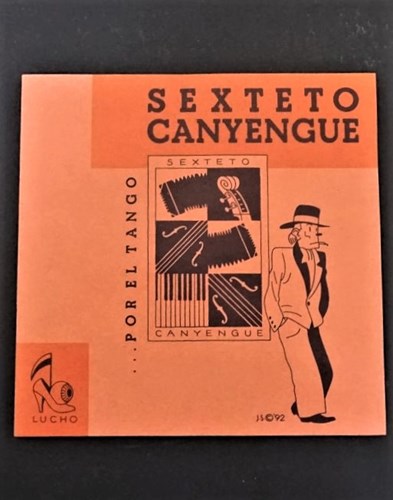 SEXTETO
CANYENGUE
SEXTETO
...POR EL TANGO
CANYENGUE
LUCHO
JS©92